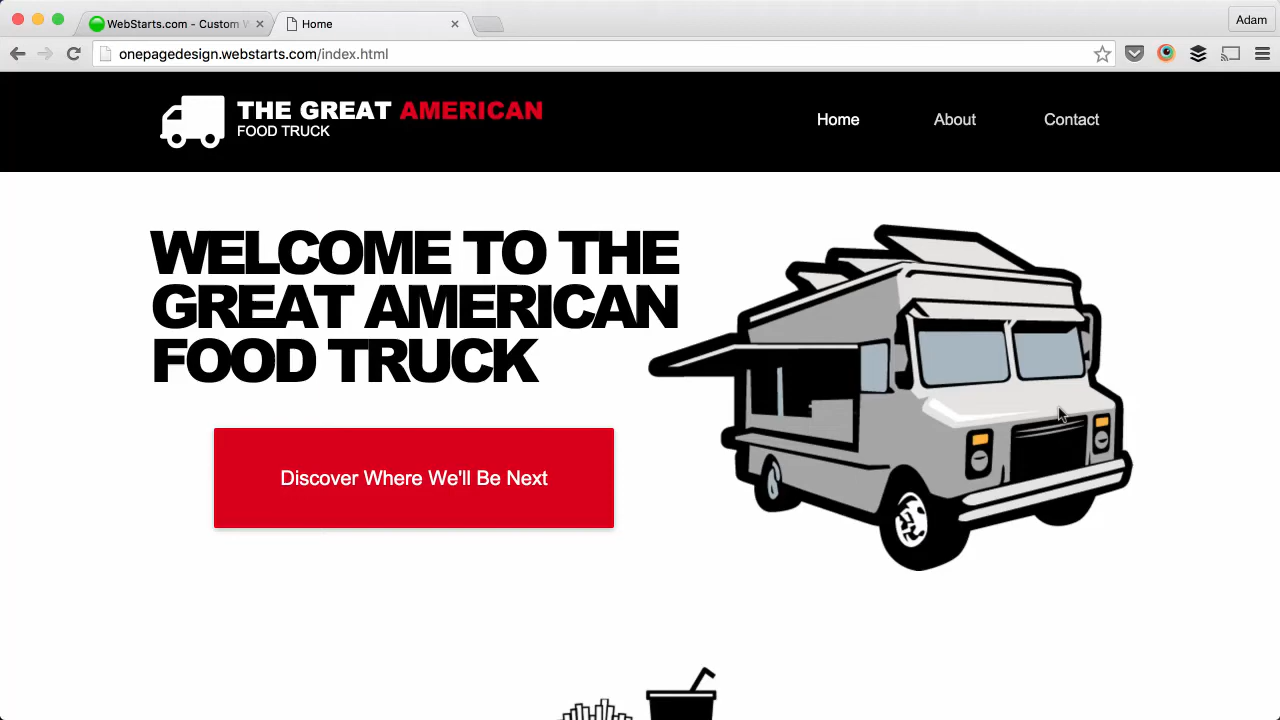 WebStarts.com - Custom W
Home
Adam
onepagedesign.webstarts.com/index.html
THE GREAT AMERICAN
FOOD TRUCK
Home
About
Contact
WELCOME TO THE
GREAT AMERICAN
FOOD TRUCK
Discover Where We'll Be Next